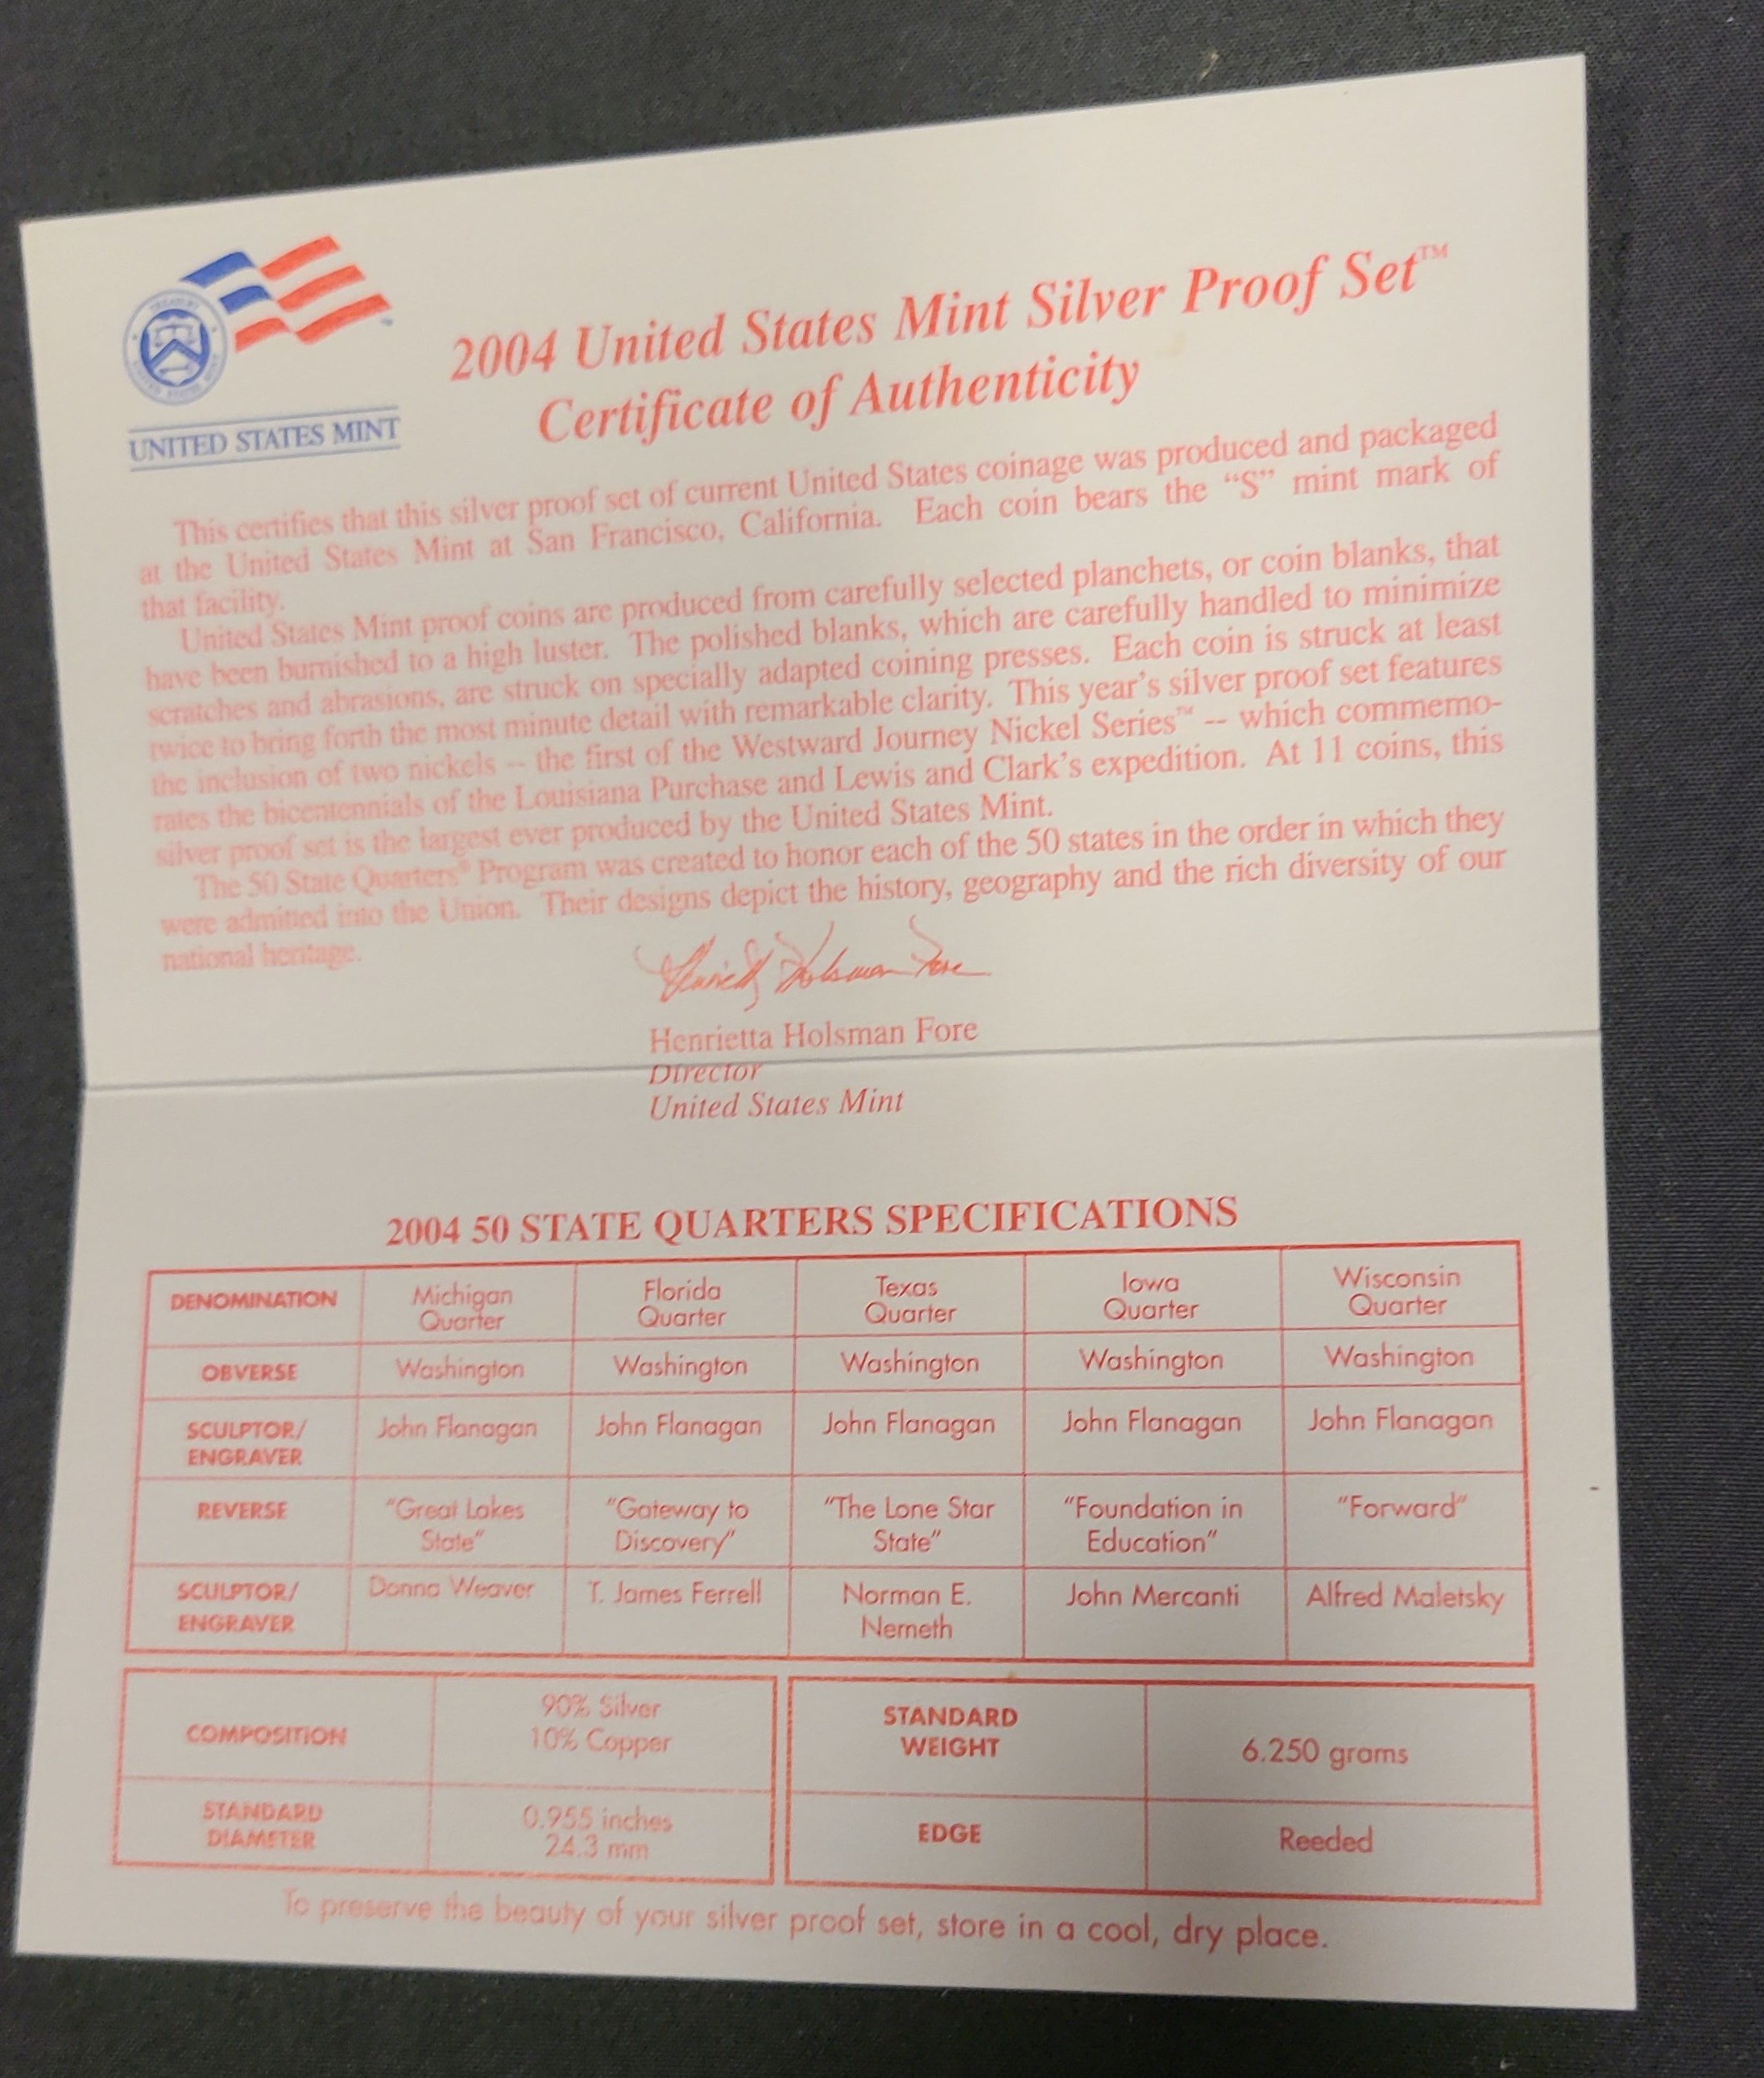 2004 United States Mint Silver Proof Set™
Certificate of Authenticity
UNITED STATES MINT
This certifies that this silver proof set of current United States coinage was produced and packaged
at the United States Mint at San Francisco, California. Each coin bears the “S” mint mark of
that facility.
United States Mint proof coins are produced from carefully selected planchets, or coin blanks, that
have been burnished to a high luster. The polished blanks, which are carefully handled to minimize
scratches and abrasions, are struck on specially adapted coining presses. Each coin is struck at least
twice to bring forth the most minute detail with remarkable clarity. This year’s silver proof set features
the inclusion of two nickels -- the first of the Westward Journey Nickel Series™ -- which commemo-
rates the bicentennials of the Louisiana Purchase and Lewis and Clark’s expedition. At 11 coins, this
silver proof set is the largest ever produced by the United States Mint.
The 50 State Quarters® Program was created to honor each of the 50 states in the order in which they
were admitted into the Union. Their designs depict the history, geography and the rich diversity of our
national heritage.
Henrietta Holsman Fore
Henrietta Holsman Fore
Director
United States Mint
2004 50 STATE QUARTERS SPECIFICATIONS
DENOMINATION Michigan Quarter Florida Quarter Texas Quarter Iowa Quarter Wisconsin Quarter
OBVERSE Washington Washington Washington Washington Washington
SCULPTOR/ ENGRAVER John Flanagan John Flanagan John Flanagan John Flanagan John Flanagan
REVERSE “Great Lakes State” “Gateway to Discovery” “The Lone Star State” “Foundation in Education” “Forward”
SCULPTOR/ ENGRAVER Donna Weaver T. James Ferrell Norman E. Nemeth John Mercanti Alfred Maletsky
COMPOSITION 90% Silver 10% Copper
STANDARD WEIGHT 6.250 grams
STANDARD DIAMETER 0.955 inches 24.3 mm
EDGE Reeded
To preserve the beauty of your silver proof set, store in a cool, dry place.